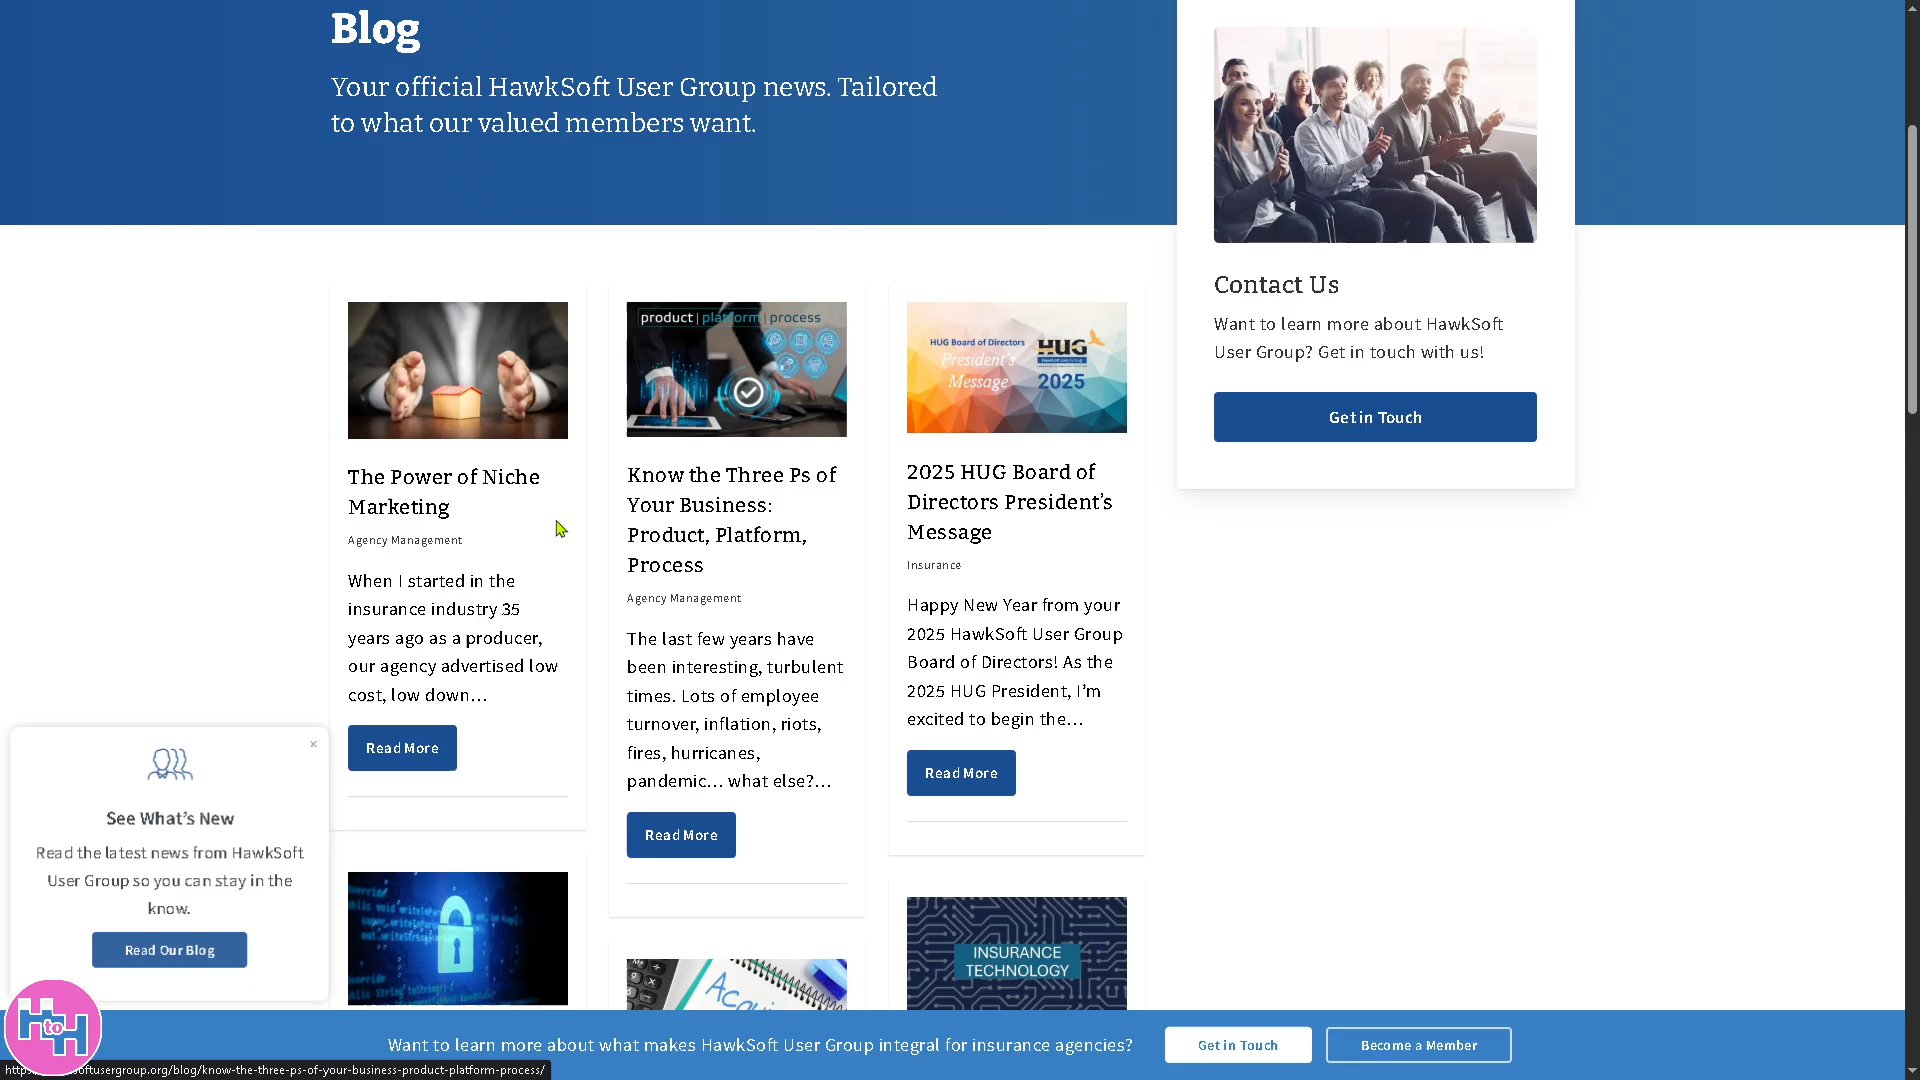 Blog
Your official HawkSoft User Group news. Tailored
to what our valued members want.
Contact Us
Want to learn more about HawkSoft
User Group? Get in touch with us!
Get in Touch
The Power of Niche
Marketing
Agency Management
When I started in the
insurance industry 35
years ago as a producer,
our agency advertised low
cost, low down…
Read More
product | platform | process
Know the Three Ps of
Your Business:
Product, Platform,
Process
Agency Management
The last few years have
been interesting, turbulent
times. Lots of employee
turnover, inflation, riots,
fires, hurricanes,
pandemic… what else?…
Read More
HUG Board of Directors
President's
Message
HUG
2025
2025 HUG Board of
Directors President’s
Message
Insurance
Happy New Year from your
2025 HawkSoft User Group
Board of Directors! As the
2025 HUG President, I’m
excited to begin the…
Read More
INSURANCE
TECHNOLOGY
×
See What’s New
Read the latest news from HawkSoft
User Group so you can stay in the
know.
Read Our Blog
H to H
Want to learn more about what makes HawkSoft User Group integral for insurance agencies?
Get in Touch
Become a Member
softusergroup.org/blog/know-the-three-ps-of-your-business-product-platform-process/